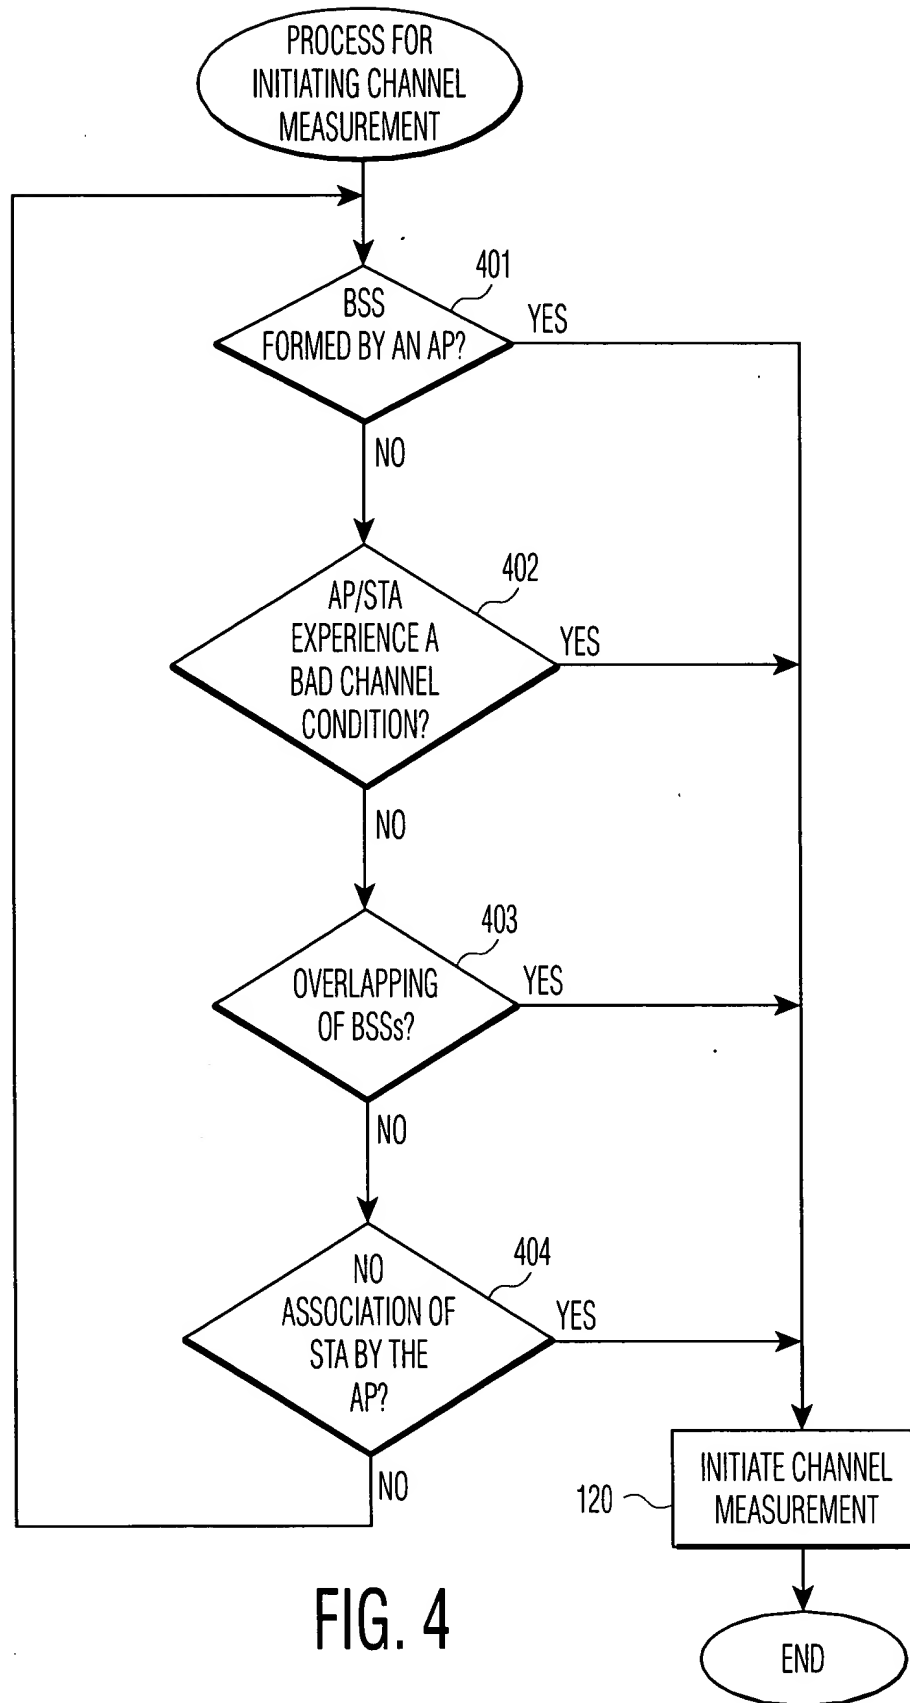 PROCESS FOR
INITIATING CHANNEL
MEASUREMENT
401
BSS
FORMED BY AN AP?
YES
NO
402
AP/STA
EXPERIENCE A
BAD CHANNEL
CONDITION?
YES
NO
403
OVERLAPPING
OF BSSs?
YES
NO
404
NO
ASSOCIATION OF
STA BY THE
AP?
YES
NO
120
INITIATE CHANNEL
MEASUREMENT
END
FIG. 4